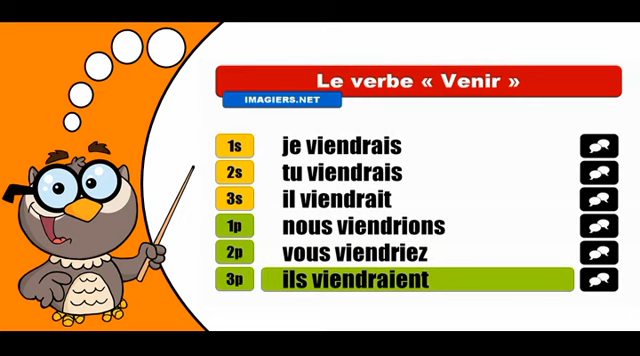 Le verbe « Venir »
IMAGIERS.NET
1s je viendrais
2s tu viendrais
3s il viendrait
1p nous viendrions
2p vous viendriez
3p ils viendraient